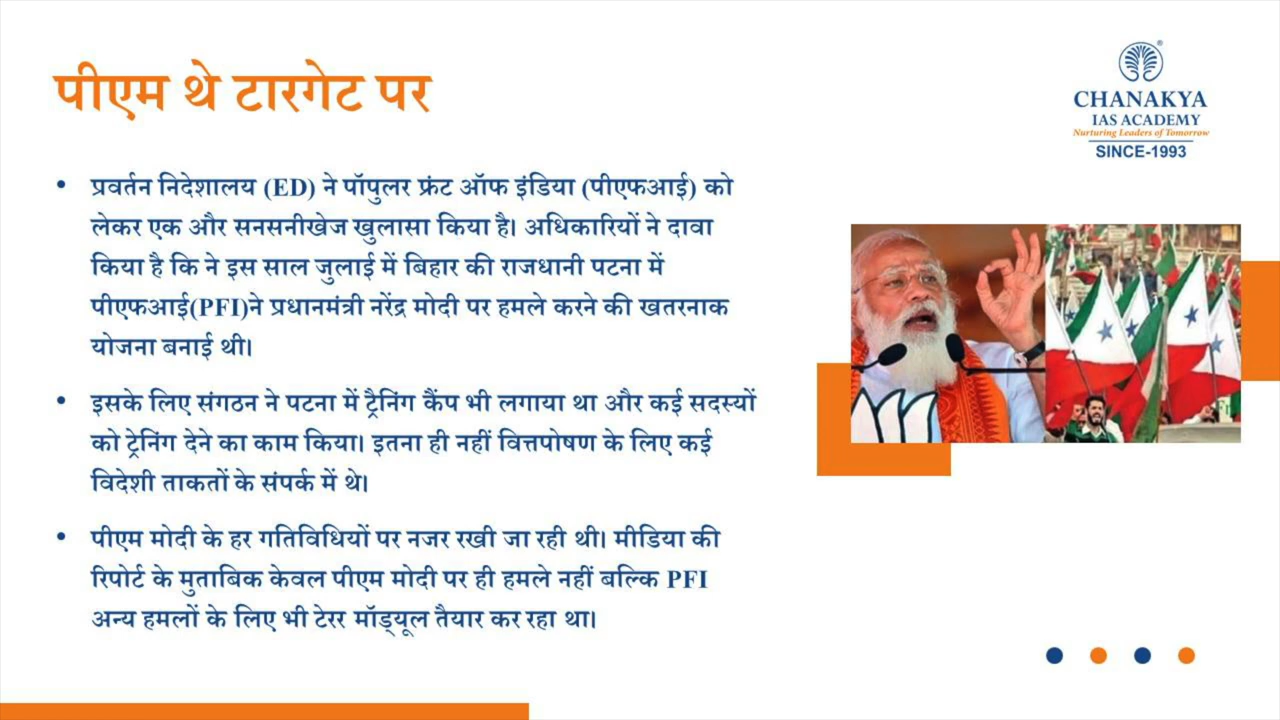 पीएम थे टारगेट पर
CHANAKYA
IAS ACADEMY
Nurturing Leaders of Tomorrow
SINCE-1993
• प्रवर्तन निदेशालय (ED) ने पॉपुलर फ्रंट ऑफ इंडिया (पीएफआई) को
लेकर एक और सनसनीखेज खुलासा किया है। अधिकारियों ने दावा
किया है कि ने इस साल जुलाई में बिहार की राजधानी पटना में
पीएफआई(PFI)ने प्रधानमंत्री नरेंद्र मोदी पर हमले करने की खतरनाक
योजना बनाई थी।
• इसके लिए संगठन ने पटना में ट्रैनिंग कैंप भी लगाया था और कई सदस्यों
को ट्रेनिंग देने का काम किया। इतना ही नहीं वित्तपोषण के लिए कई
विदेशी ताकतों के संपर्क में थे।
• पीएम मोदी के हर गतिविधियों पर नजर रखी जा रही थी। मीडिया की
रिपोर्ट के मुताबिक केवल पीएम मोदी पर ही हमले नहीं बल्कि PFI
अन्य हमलों के लिए भी टेरर मॉड्यूल तैयार कर रहा था।